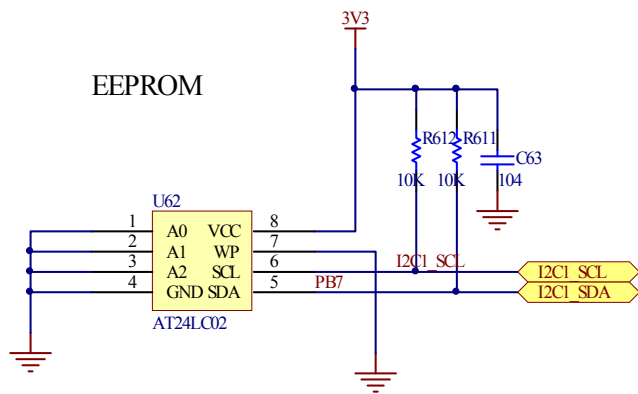 3V3
EEPROM
R612
R611
C63
10K
10K
104
U62
1 A0 VCC 8
2 A1 WP 7
3 A2 SCL 6 I2C1_SCL I2C1_SCL
4 GND SDA 5 PB7 I2C1_SDA
AT24LC02